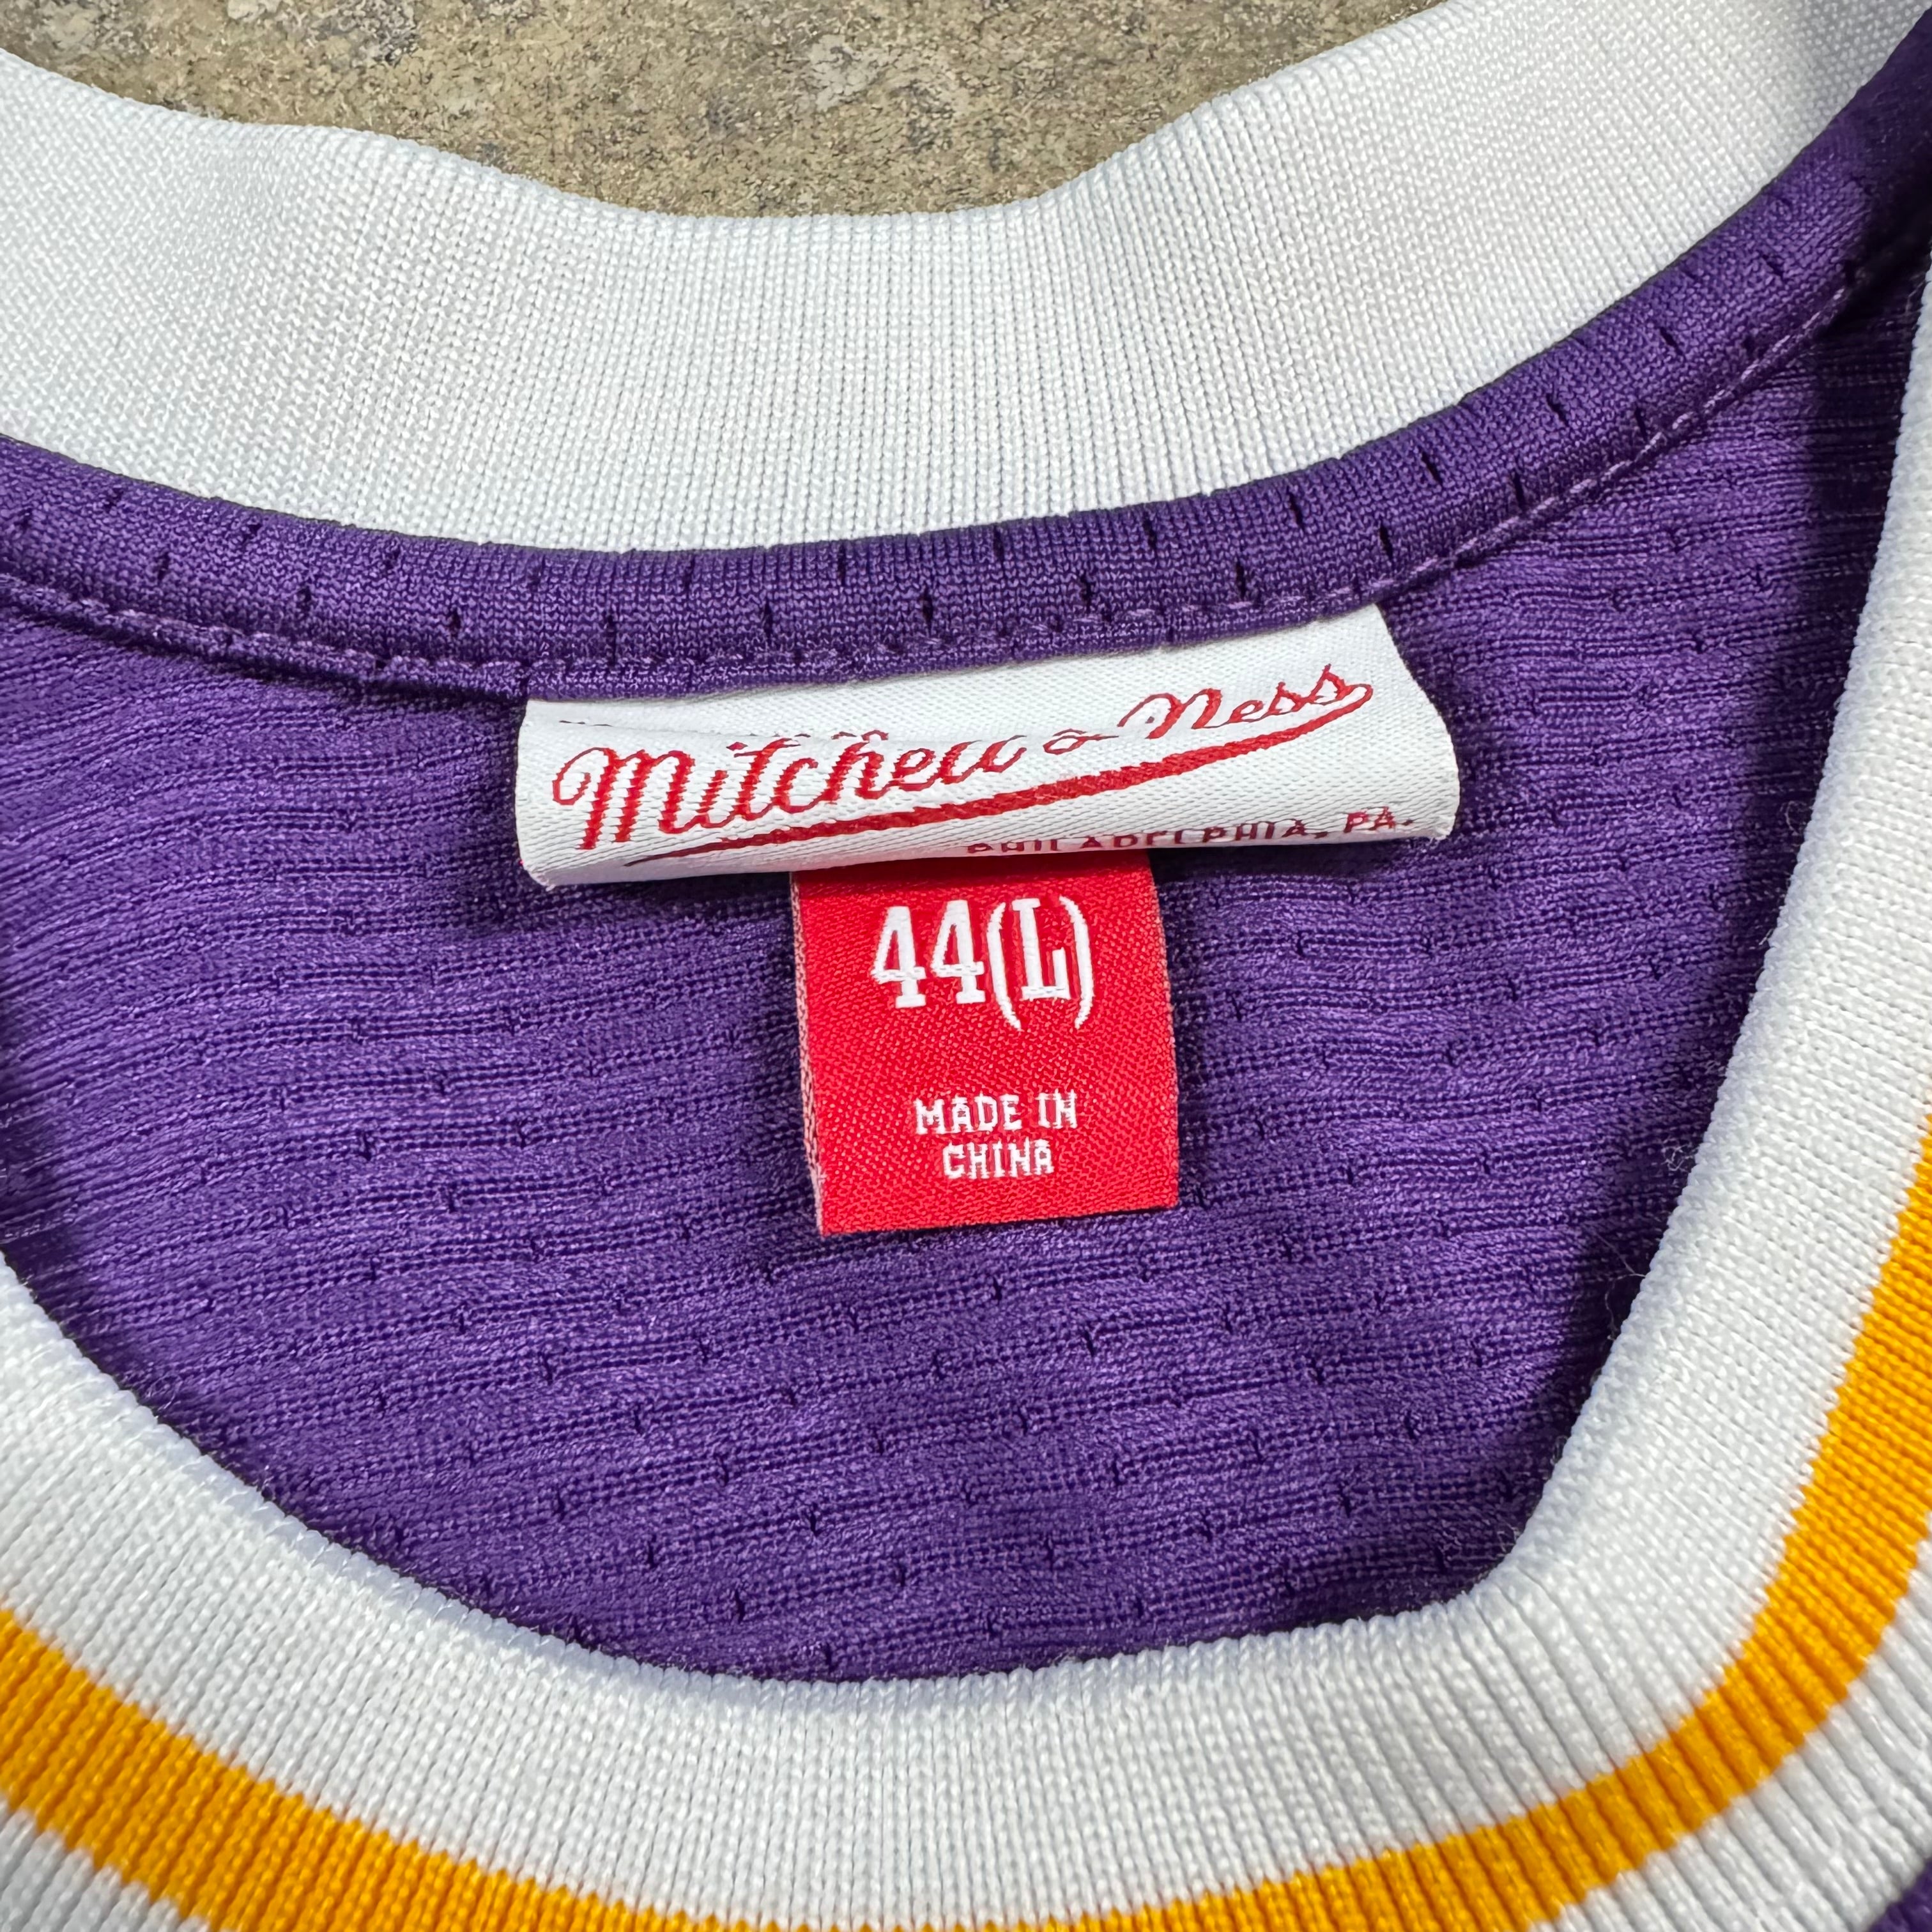 Mitchell & Ness
PHILADELPHIA, PA.
44(L)
MADE IN
CHINA